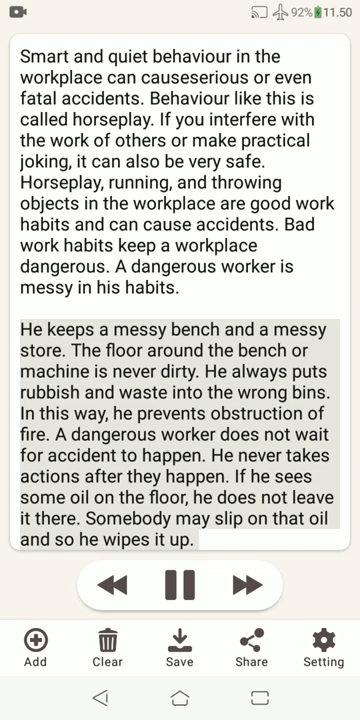 92% 11.50
Smart and quiet behaviour in the
workplace can causeserious or even
fatal accidents. Behaviour like this is
called horseplay. If you interfere with
the work of others or make practical
joking, it can also be very safe.
Horseplay, running, and throwing
objects in the workplace are good work
habits and can cause accidents. Bad
work habits keep a workplace
dangerous. A dangerous worker is
messy in his habits.
He keeps a messy bench and a messy
store. The floor around the bench or
machine is never dirty. He always puts
rubbish and waste into the wrong bins.
In this way, he prevents obstruction of
fire. A dangerous worker does not wait
for accident to happen. He never takes
actions after they happen. If he sees
some oil on the floor, he does not leave
it there. Somebody may slip on that oil
and so he wipes it up.
Add Clear Save Share Setting